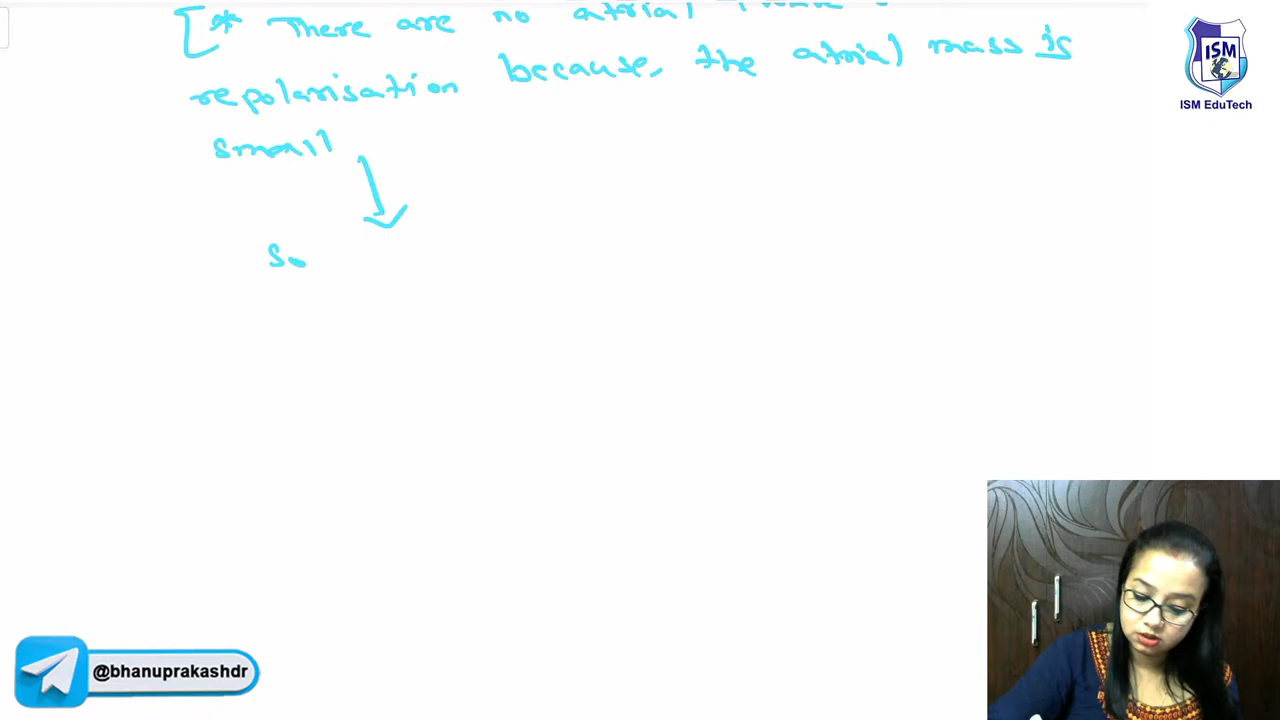 [* There are no atrial
repolarisation because, the atrial mass is
small
So
ISM
ISM EduTech
@bhanuprakashdr